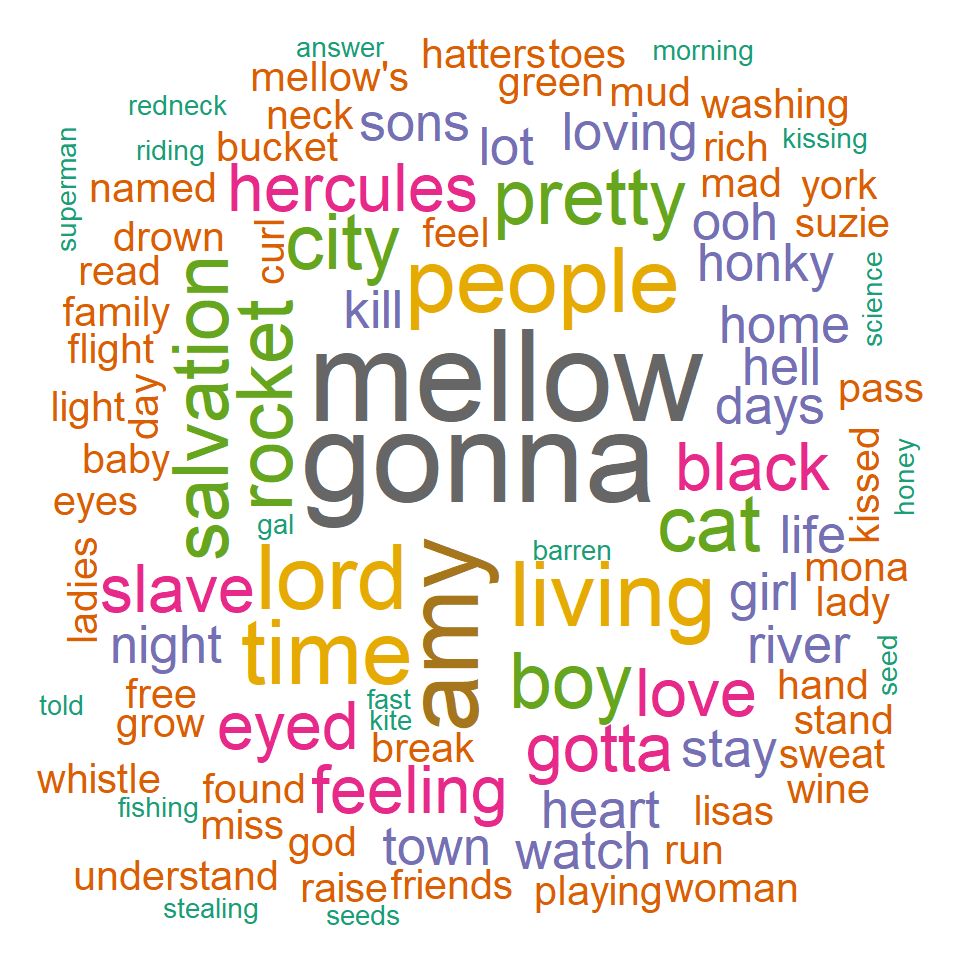 answer
hatters
toes
morning
mellow's
green
mud
washing
redneck
neck
sons
lot
loving
rich
kissing
riding
bucket
superman
named
hercules
pretty
mad
york
drown
curl
city
feel
ooh
suzie
read
salvation
people
honky
science
family
rocket
kill
home
flight
mellow
hell
light
day
days
pass
baby
gonna
black
kissed
honey
eyes
gal
cat
life
barren
ladies
slave
lord
amy
living
girl
mona
lady
night
time
river
seed
told
free
fast
boy
love
hand
grow
eyed
kite
stand
break
gotta
stay
sweat
whistle
found
feeling
wine
fishing
miss
heart
lisas
god
town
watch
run
understand
raise
friends
playing
woman
stealing
seeds